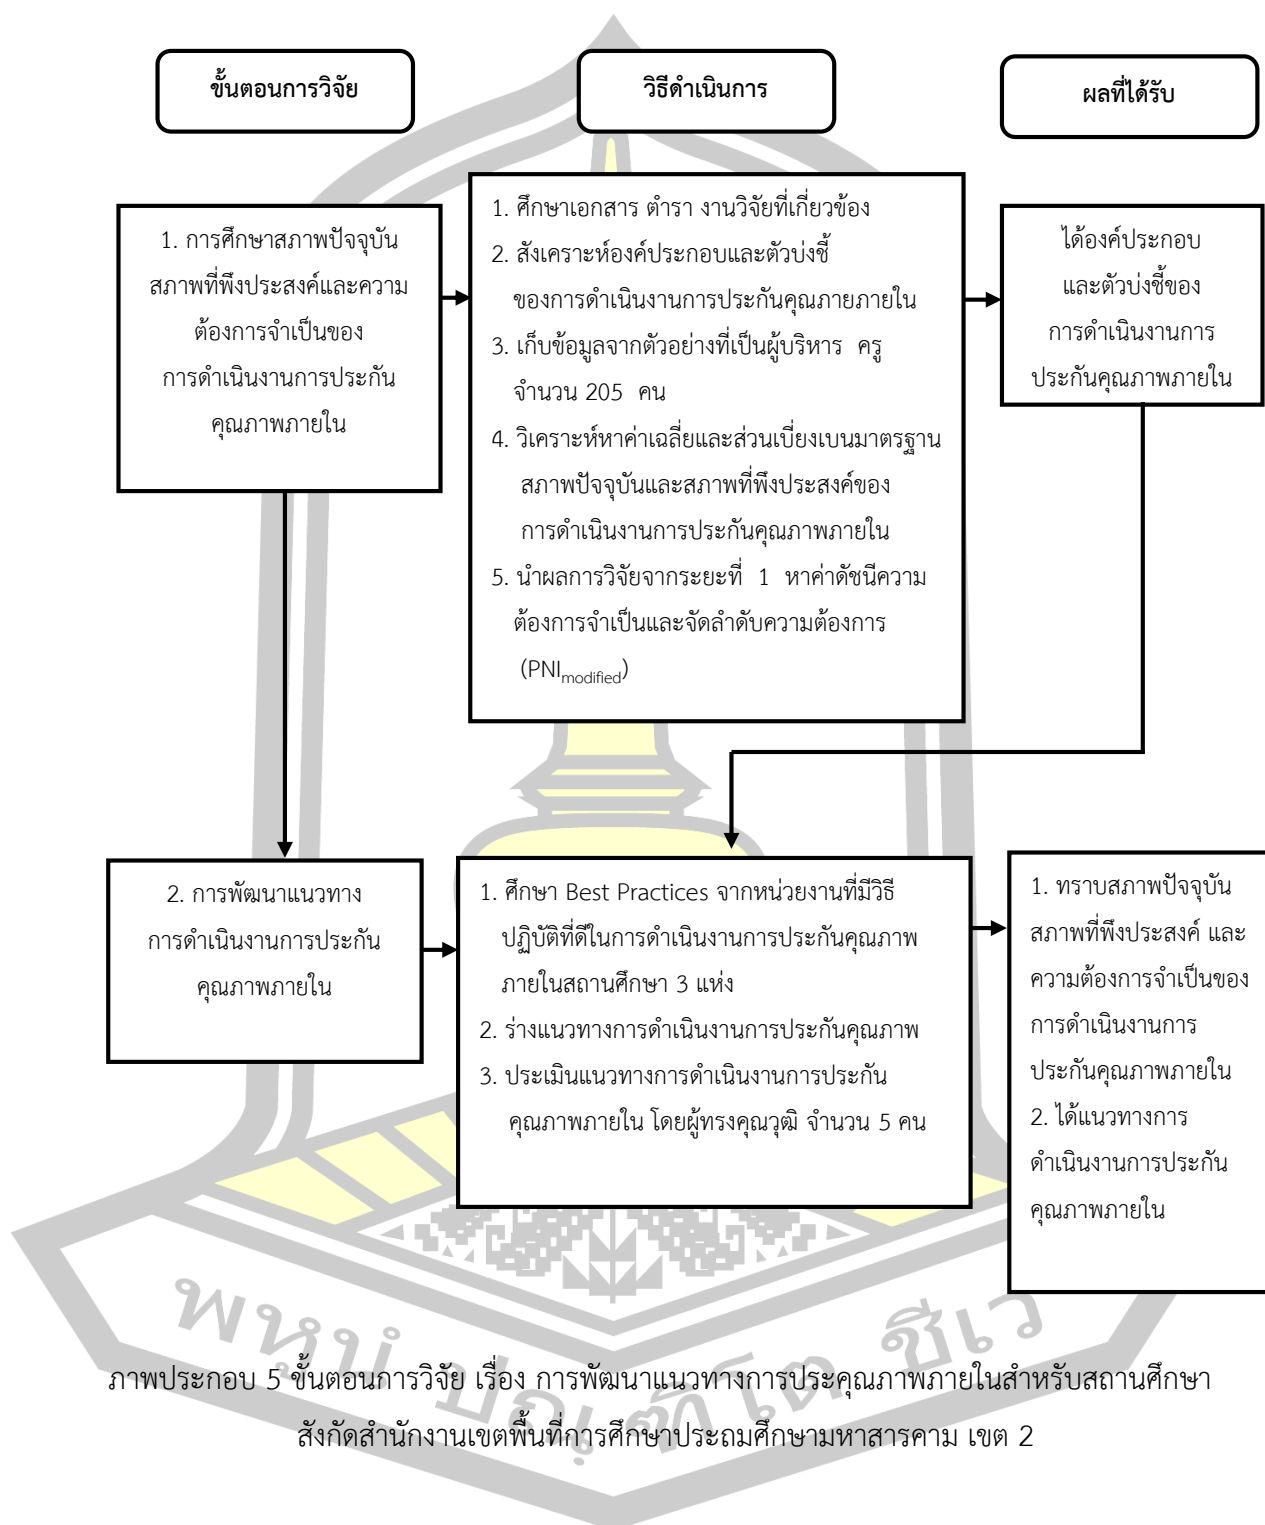 ขั้นตอนการวิจัย
วิธีดำเนินการ
ผลที่ได้รับ
1. การศึกษาสภาพปัจจุบัน
สภาพที่พึงประสงค์และความ
ต้องการจำเป็นของ
การดำเนินงานการประกัน
คุณภาพภายใน
1. ศึกษาเอกสาร ตำรา งานวิจัยที่เกี่ยวข้อง
2. สังเคราะห์องค์ประกอบและตัวบ่งชี้
ของการดำเนินงานการประกันคุณภายภายใน
3. เก็บข้อมูลจากตัวอย่างที่เป็นผู้บริหาร ครู
จำนวน 205 คน
4. วิเคราะห์หาค่าเฉลี่ยและส่วนเบี่ยงเบนมาตรฐาน
สภาพปัจจุบันและสภาพที่พึงประสงค์ของ
การดำเนินงานการประกันคุณภาพภายใน
5. นำผลการวิจัยจากระยะที่ 1 หาค่าดัชนีความ
ต้องการจำเป็นและจัดลำดับความต้องการ
(PNImodified)
ได้องค์ประกอบ
และตัวบ่งชี้ของ
การดำเนินงานการ
ประกันคุณภาพภายใน
2. การพัฒนาแนวทาง
การดำเนินงานการประกัน
คุณภาพภายใน
1. ศึกษา Best Practices จากหน่วยงานที่มีวิธี
ปฏิบัติที่ดีในการดำเนินงานการประกันคุณภาพ
ภายในสถานศึกษา 3 แห่ง
2. ร่างแนวทางการดำเนินงานการประกันคุณภาพ
3. ประเมินแนวทางการดำเนินงานการประกัน
คุณภาพภายใน โดยผู้ทรงคุณวุฒิ จำนวน 5 คน
1. ทราบสภาพปัจจุบัน
สภาพที่พึงประสงค์ และ
ความต้องการจำเป็นของ
การดำเนินงานการ
ประกันคุณภาพภายใน
2. ได้แนวทางการ
ดำเนินงานการประกัน
คุณภาพภายใน
พหุนํ ปณฺฑิโต ชีเว
ภาพประกอบ 5 ขั้นตอนการวิจัย เรื่อง การพัฒนาแนวทางการประคุณภาพภายในสำหรับสถานศึกษา
สังกัดสำนักงานเขตพื้นที่การศึกษาประถมศึกษามหาสารคาม เขต 2